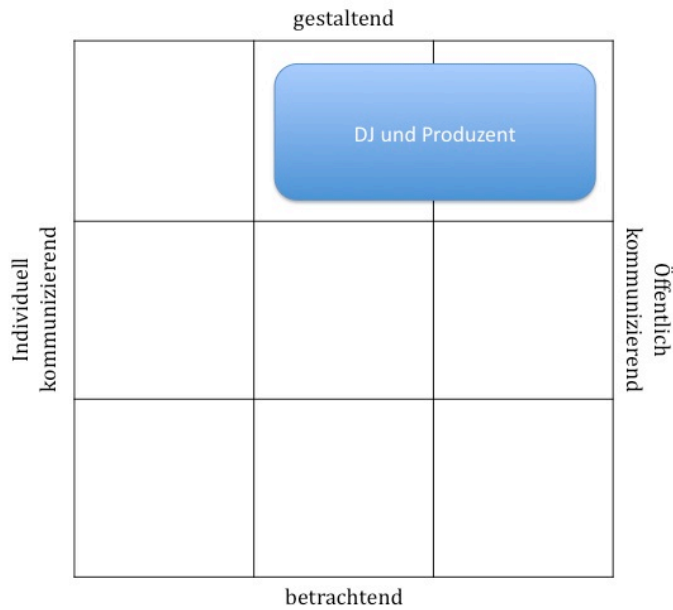 gestaltend
DJ und Produzent
Individuell
kommunizierend
Öffentlich
kommunizierend
betrachtend